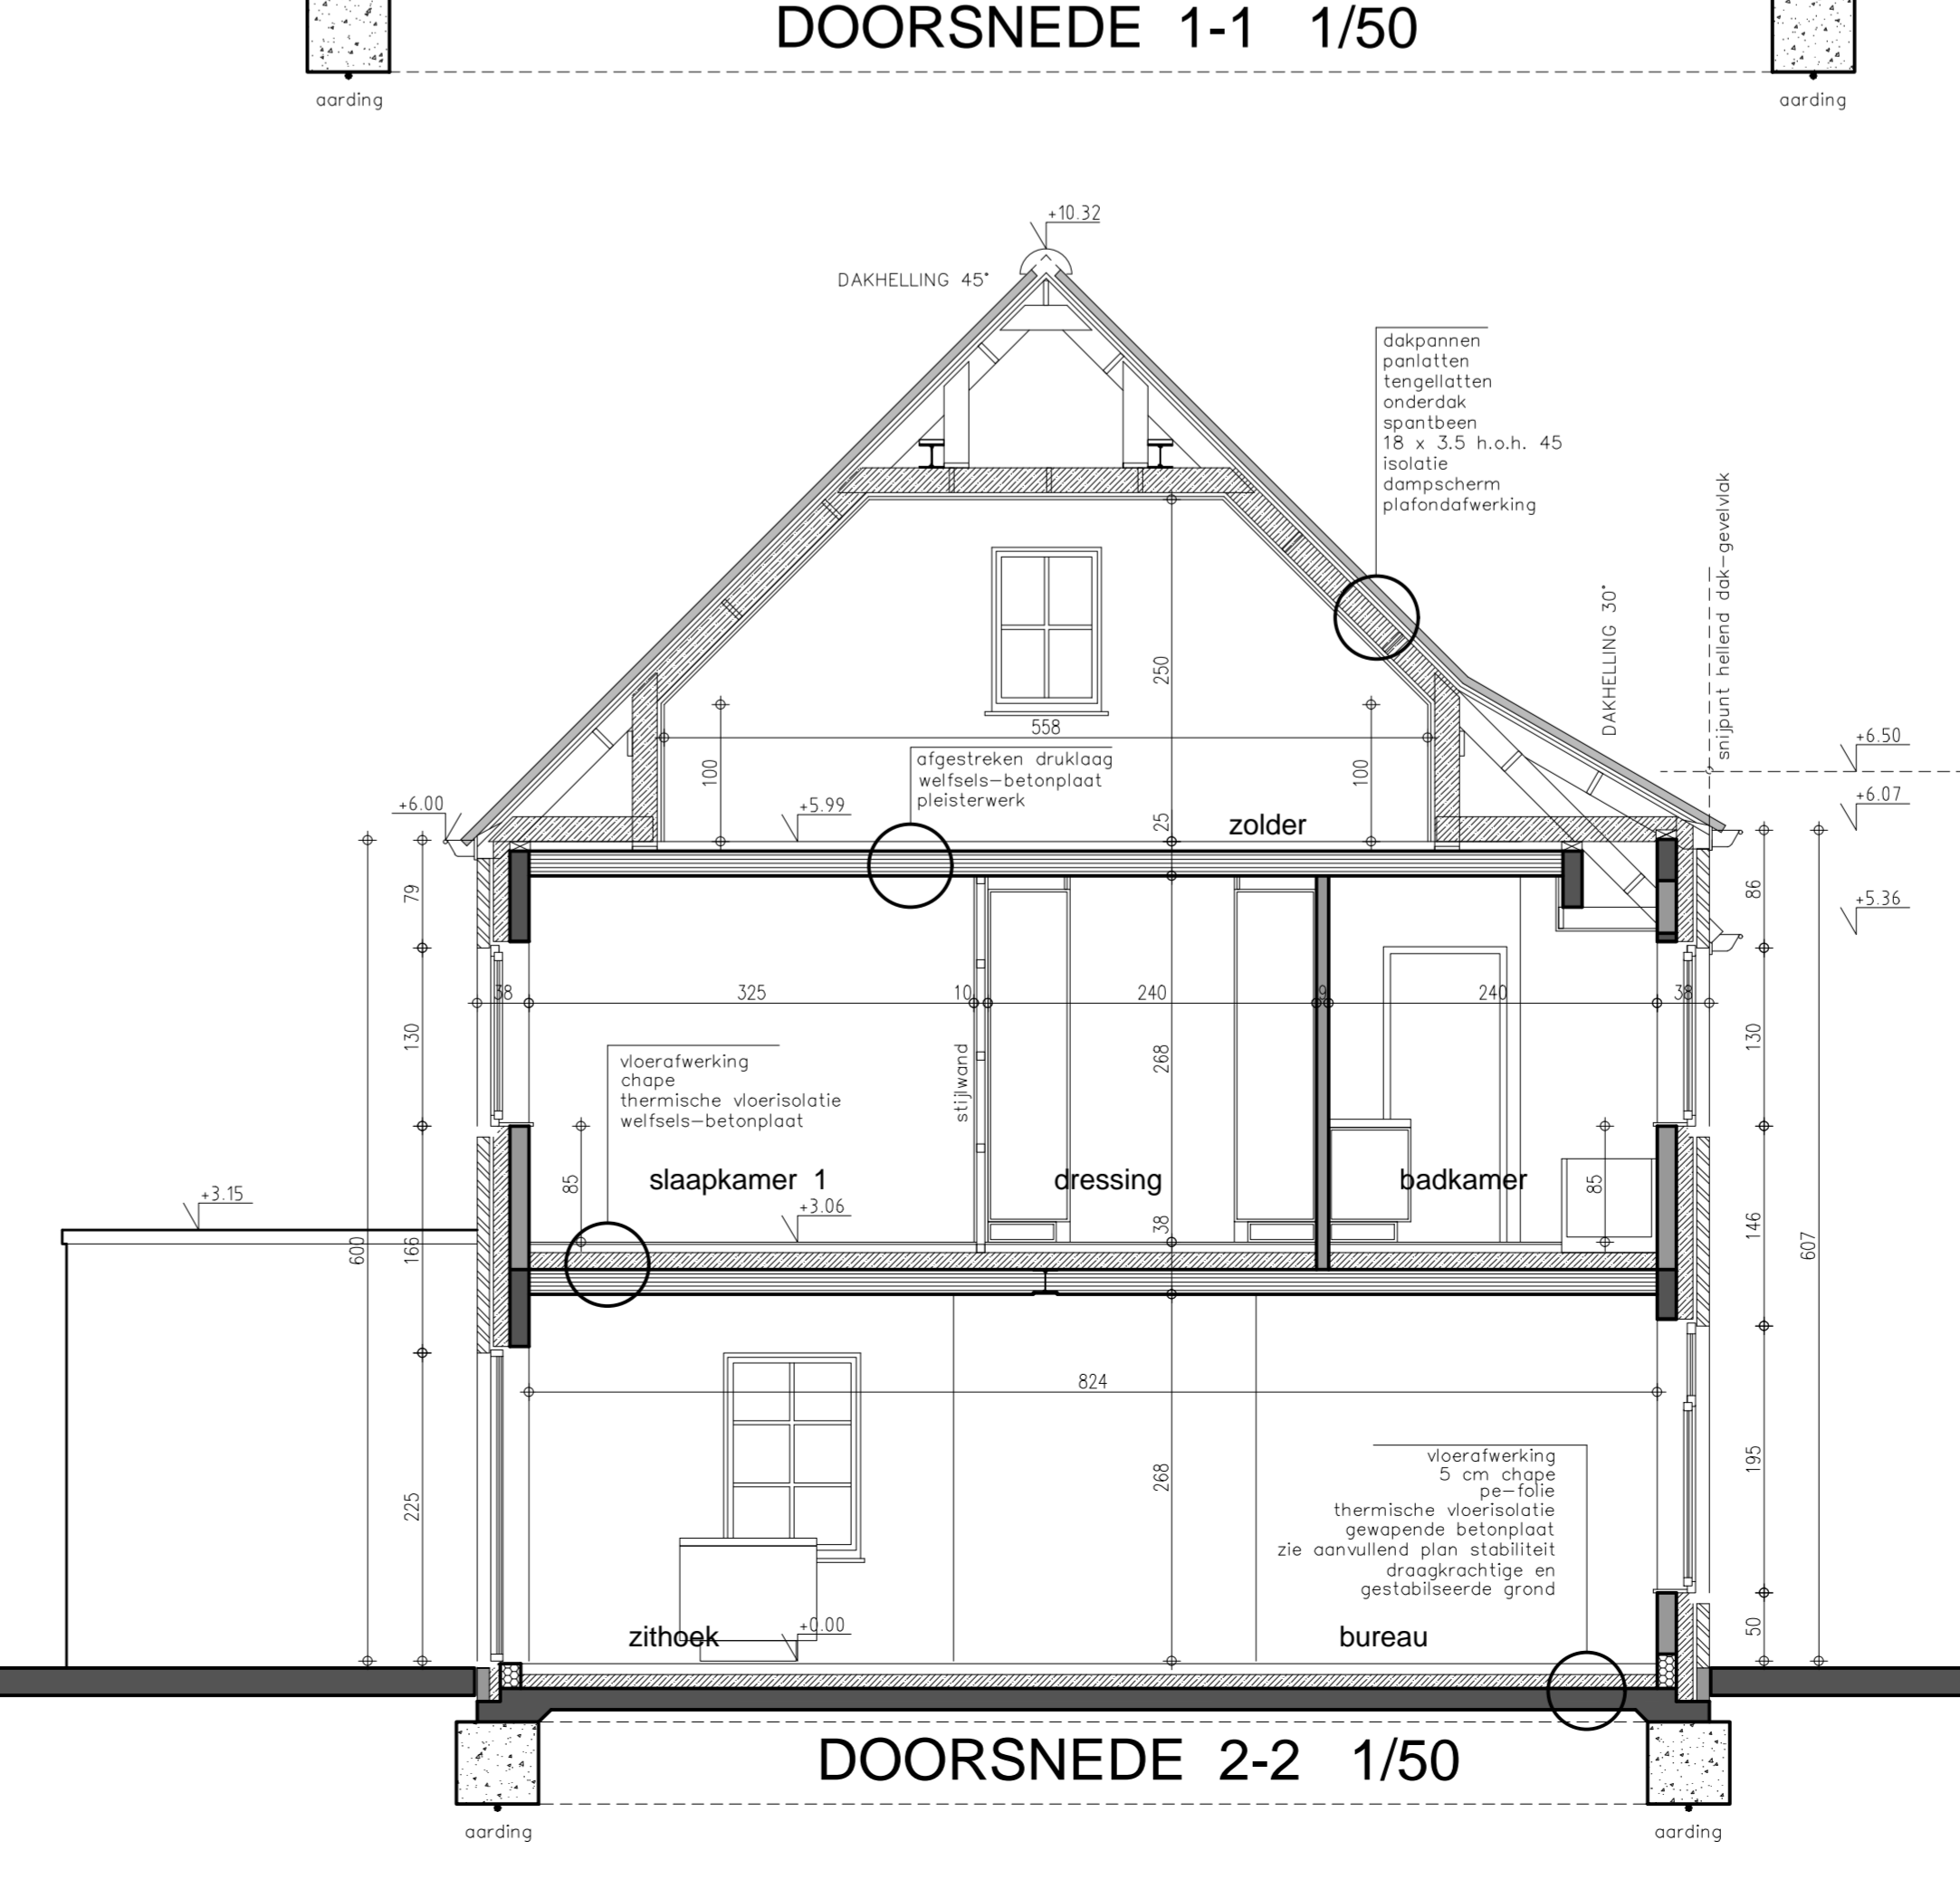 DOORSNEDE 1-1 1/50
aarding
aarding
+10.32
DAKHELLING 45°
dakpannen
panlatten
tengellatten
onderdak
spantbeen
18 x 3.5 h.o.h. 45
isolatie
dampscherm
plafondafwerking
snijpunt hellend dak-gevelvlak
DAKHELLING 30°
250
558
100
100
afgestreken druklaag
welfsels-betonplaat
pleisterwerk
+6.50
+6.00
+5.99
25
zolder
+6.07
79
86
+5.36
38
325
10
240
9
240
38
130
268
130
vloerafwerking
chape
thermische vloerisolatie
welfsels-betonplaat
stijlwand
85
slaapkamer 1
dressing
badkamer
85
+3.15
+3.06
38
600
166
146
607
824
225
268
195
vloerafwerking
5 cm chape
pe-folie
thermische vloerisolatie
gewapende betonplaat
zie aanvullend plan stabiliteit
draagkrachtige en
gestabilseerde grond
50
zithoek
+0.00
bureau
DOORSNEDE 2-2 1/50
aarding
aarding